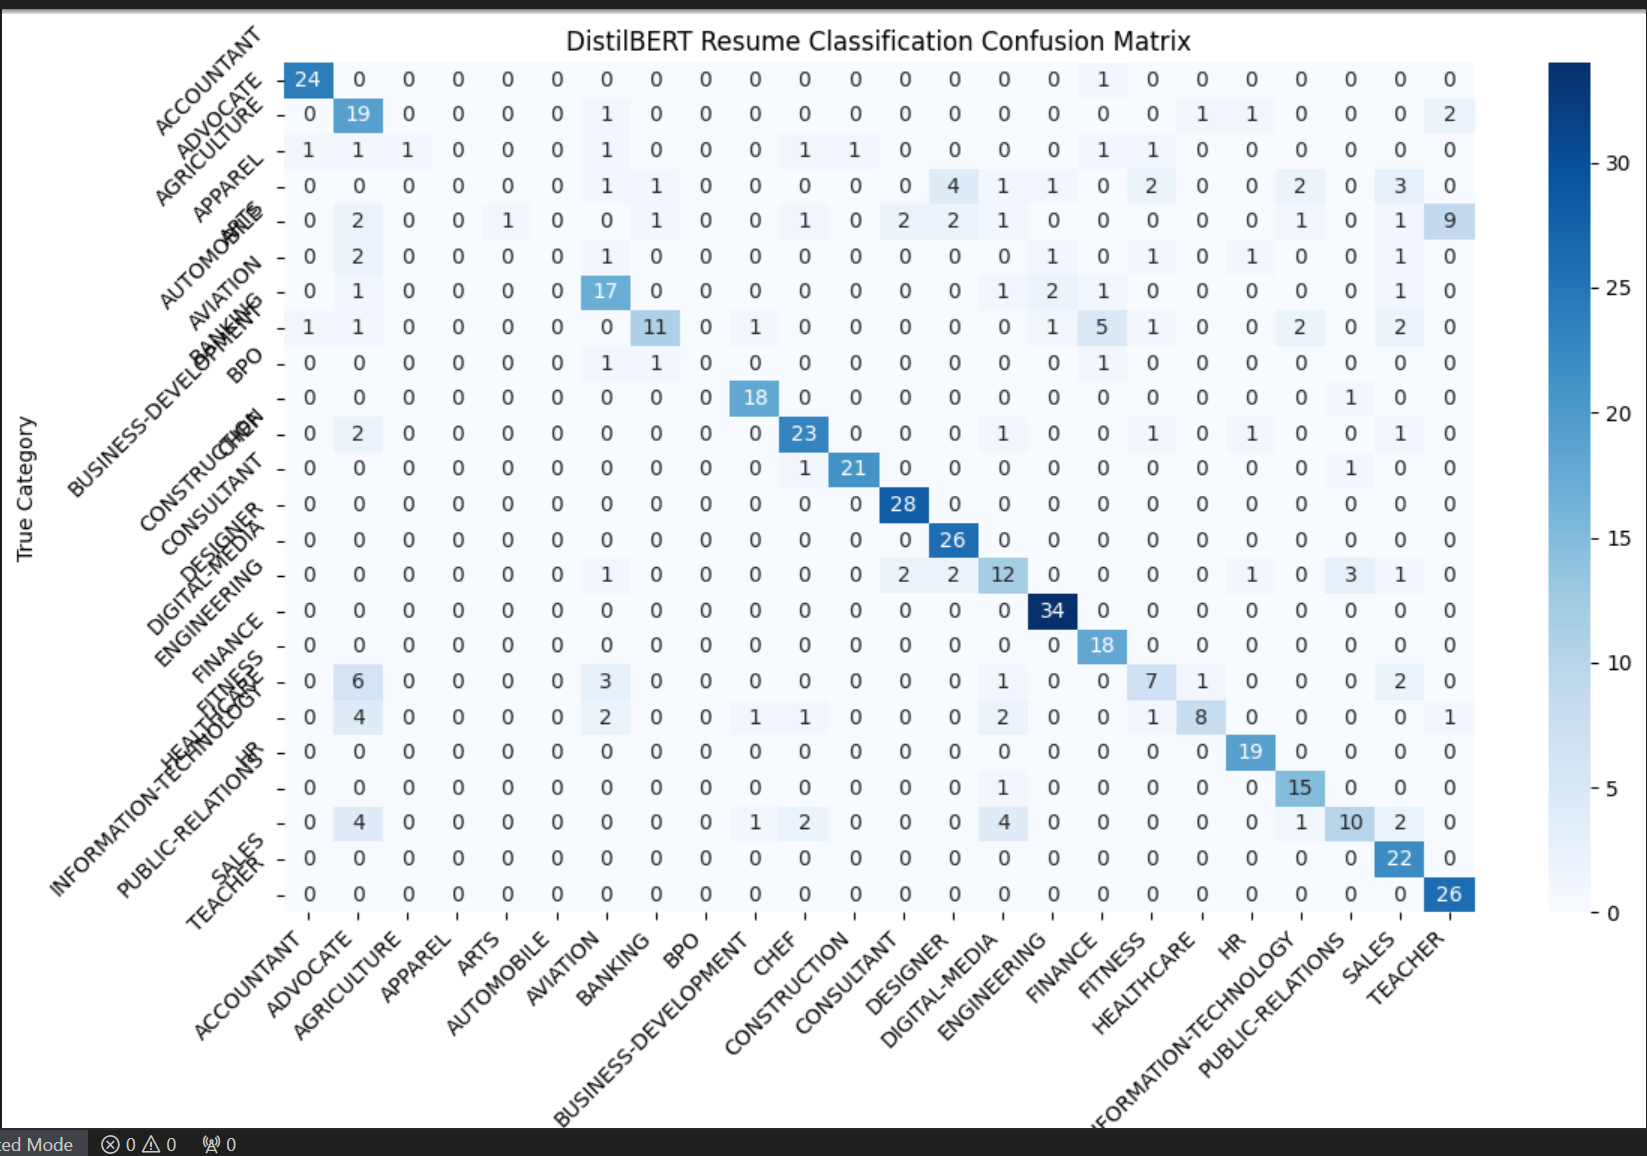 DistilBERT Resume Classification Confusion Matrix
True Category
ACCOUNTANT 24 0 0 0 0 0 0 0 0 0 0 0 0 0 0 0 1 0 0 0 0 0 0 0
ADVOCATE 0 19 0 0 0 0 1 0 0 0 0 0 0 0 0 0 0 0 1 1 0 0 0 2
AGRICULTURE 1 1 1 0 0 0 1 0 0 0 1 1 0 0 0 0 1 1 0 0 0 0 0 0
APPAREL 0 0 0 0 0 0 1 1 0 0 0 0 0 4 1 1 0 2 0 0 2 0 3 0
ARTS 0 2 0 0 1 0 0 1 0 0 1 0 2 2 1 0 0 0 0 0 1 0 1 9
AUTOMOBILE 0 2 0 0 0 0 1 0 0 0 0 0 0 0 0 1 0 1 0 1 0 0 1 0
AVIATION 0 1 0 0 0 0 17 0 0 0 0 0 0 0 1 2 1 0 0 0 0 0 1 0
BANKING 1 1 0 0 0 0 0 11 0 1 0 0 0 0 0 1 5 1 0 0 2 0 2 0
BPO 0 0 0 0 0 0 1 1 0 0 0 0 0 0 0 0 1 0 0 0 0 0 0 0
BUSINESS-DEVELOPMENT 0 0 0 0 0 0 0 0 0 18 0 0 0 0 0 0 0 0 0 0 0 1 0 0
CHEF 0 2 0 0 0 0 0 0 0 0 23 0 0 0 1 0 0 1 0 1 0 0 1 0
CONSTRUCTION 0 0 0 0 0 0 0 0 0 0 1 21 0 0 0 0 0 0 0 0 0 1 0 0
CONSULTANT 0 0 0 0 0 0 0 0 0 0 0 0 28 0 0 0 0 0 0 0 0 0 0 0
DESIGNER 0 0 0 0 0 0 0 0 0 0 0 0 0 26 0 0 0 0 0 0 0 0 0 0
DIGITAL-MEDIA 0 0 0 0 0 0 1 0 0 0 0 0 2 2 12 0 0 0 0 1 0 3 1 0
ENGINEERING 0 0 0 0 0 0 0 0 0 0 0 0 0 0 0 34 0 0 0 0 0 0 0 0
FINANCE 0 0 0 0 0 0 0 0 0 0 0 0 0 0 0 0 18 0 0 0 0 0 0 0
FITNESS 0 6 0 0 0 0 3 0 0 0 0 0 0 0 1 0 0 7 1 0 0 0 2 0
HEALTHCARE 0 4 0 0 0 0 2 0 0 1 1 0 0 0 2 0 0 1 8 0 0 0 0 1
HR 0 0 0 0 0 0 0 0 0 0 0 0 0 0 0 0 0 0 0 19 0 0 0 0
INFORMATION-TECHNOLOGY 0 0 0 0 0 0 0 0 0 0 0 0 0 0 1 0 0 0 0 0 15 0 0 0
PUBLIC-RELATIONS 0 4 0 0 0 0 0 0 0 1 2 0 0 0 4 0 0 0 0 0 1 10 2 0
SALES 0 0 0 0 0 0 0 0 0 0 0 0 0 0 0 0 0 0 0 0 0 0 22 0
TEACHER 0 0 0 0 0 0 0 0 0 0 0 0 0 0 0 0 0 0 0 0 0 0 0 26
ACCOUNTANT
ADVOCATE
AGRICULTURE
APPAREL
ARTS
AUTOMOBILE
AVIATION
BANKING
BPO
BUSINESS-DEVELOPMENT
CHEF
CONSTRUCTION
CONSULTANT
DESIGNER
DIGITAL-MEDIA
ENGINEERING
FINANCE
FITNESS
HEALTHCARE
HR
NFORMATION-TECHNOLOGY
PUBLIC-RELATIONS
SALES
TEACHER
30
25
20
15
10
5
0
ted Mode 0 0 0